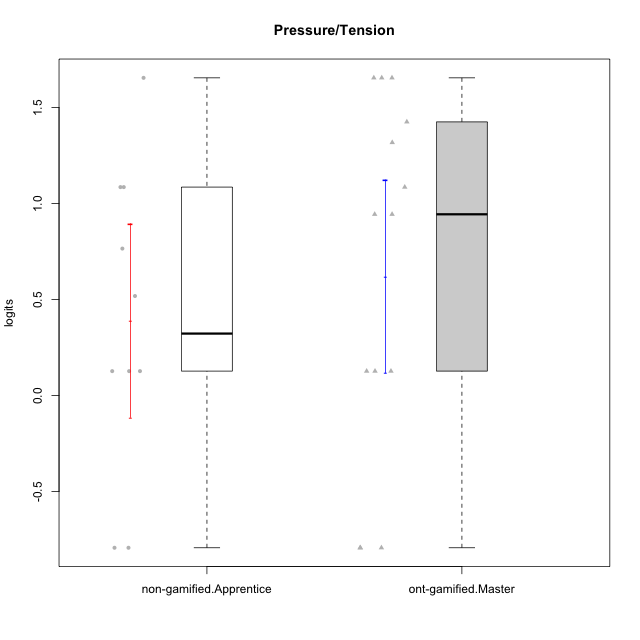 Pressure/Tension
logits
1.5
1.0
0.5
0.0
-0.5
non-gamified.Apprentice
ont-gamified.Master